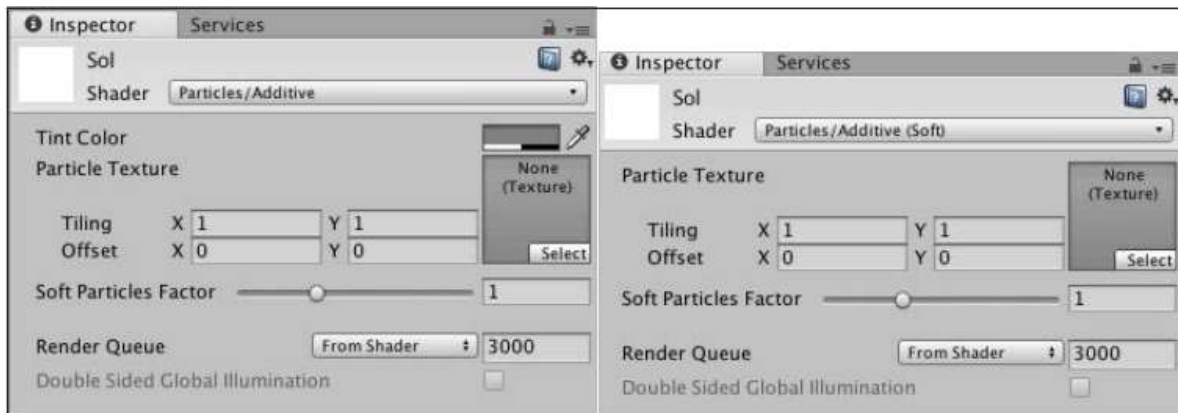 Inspector Services
Sol
Shader Particles/Additive
Tint Color
Particle Texture
None
(Texture)
Tiling X 1 Y 1
Offset X 0 Y 0
Select
Soft Particles Factor 1
Render Queue From Shader 3000
Double Sided Global Illumination
Inspector Services
Sol
Shader Particles/Additive (Soft)
Particle Texture
None
(Texture)
Tiling X 1 Y 1
Offset X 0 Y 0
Select
Soft Particles Factor 1
Render Queue From Shader 3000
Double Sided Global Illumination